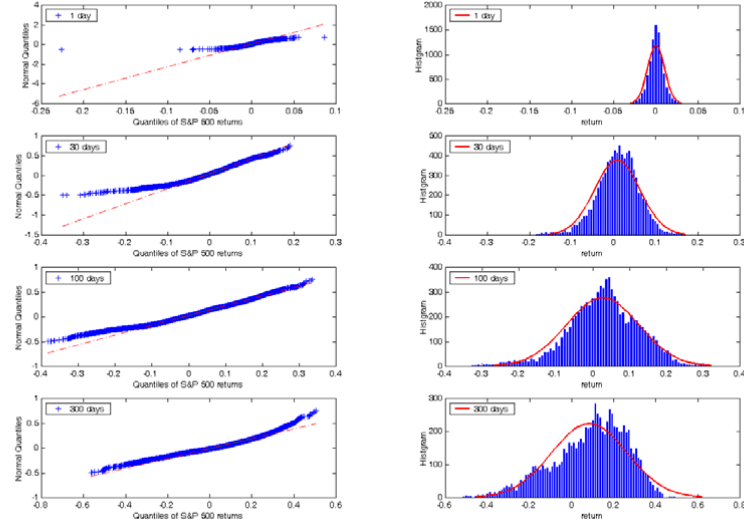 1 day
Normal Quantiles
4
2
0
-2
-4
-6
-0.25 -0.2 -0.15 -0.1 -0.05 0 0.05 0.1
Quantiles of S&P 500 returns
1 day
Histgram
2000
1500
1000
500
0
-0.25 -0.2 -0.15 -0.1 -0.05 0 0.05 0.1
return
30 days
Normal Quantiles
1
0.5
0
-0.5
-1
-1.5
-0.4 -0.3 -0.2 -0.1 0 0.1 0.2 0.3
Quantiles of S&P 500 returns
30 days
Histgram
500
400
300
200
100
0
-0.4 -0.3 -0.2 -0.1 0 0.1 0.2 0.3
return
100 days
Normal Quantiles
1
0.5
0
-0.5
-1
-0.4 -0.3 -0.2 -0.1 0 0.1 0.2 0.3 0.4
Quantiles of S&P 500 returns
100 days
Histgram
400
300
200
100
0
-0.4 -0.3 -0.2 -0.1 0 0.1 0.2 0.3 0.4
return
300 days
Normal Quantiles
1
0.5
0
-0.5
-1
-0.8 -0.6 -0.4 -0.2 0 0.2 0.4 0.6
Quantiles of S&P 500 returns
300 days
Histgram
300
200
100
0
-0.6 -0.4 -0.2 0 0.2 0.4 0.6 0.8
return